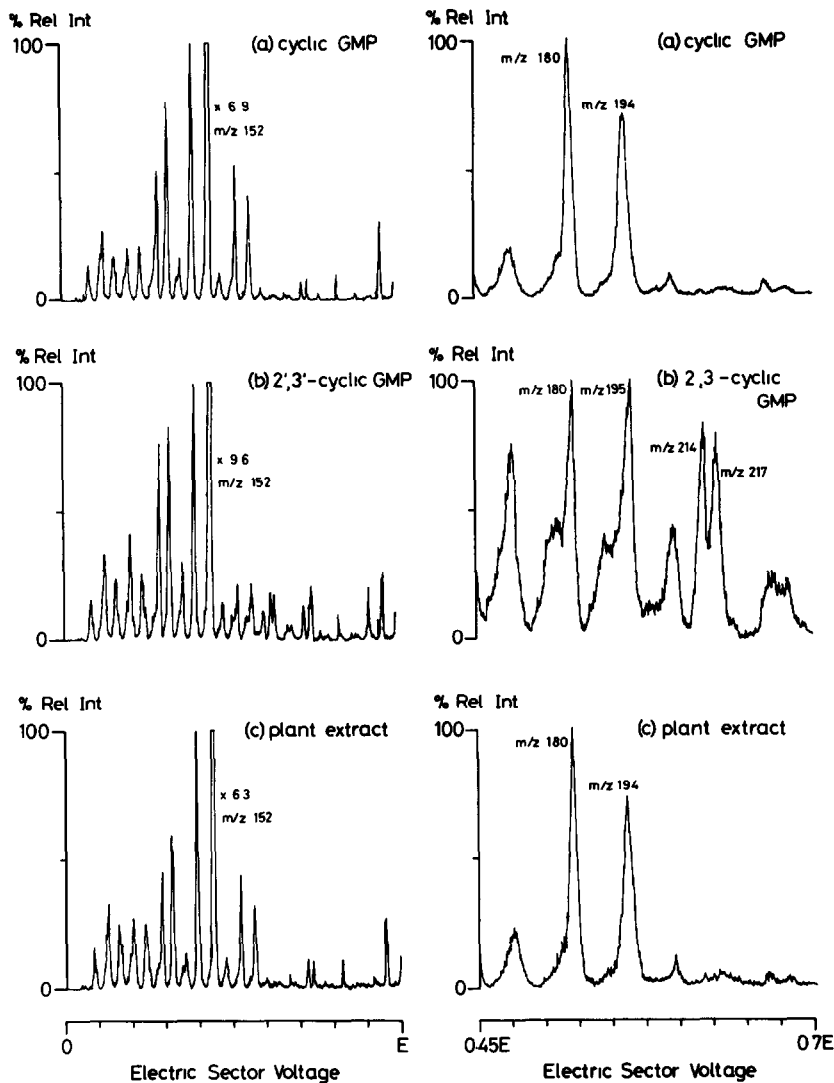 % Rel Int
(a) cyclic GMP
100
x 6 9
m/z 152
0
% Rel Int
(b) 2',3'-cyclic GMP
100
x 9 6
m/z 152
0
% Rel Int
(c) plant extract
100
x 6 3
m/z 152
0
0
E
Electric Sector Voltage
% Rel Int
(a) cyclic GMP
100
m/z 180
m/z 194
0
% Rel Int
(b) 2,3-cyclic
GMP
100
m/z 180
m/z 195
m/z 214
m/z 217
0
% Rel Int
(c) plant extract
100
m/z 180
m/z 194
0
0 45E
0 7E
Electric Sector Voltage